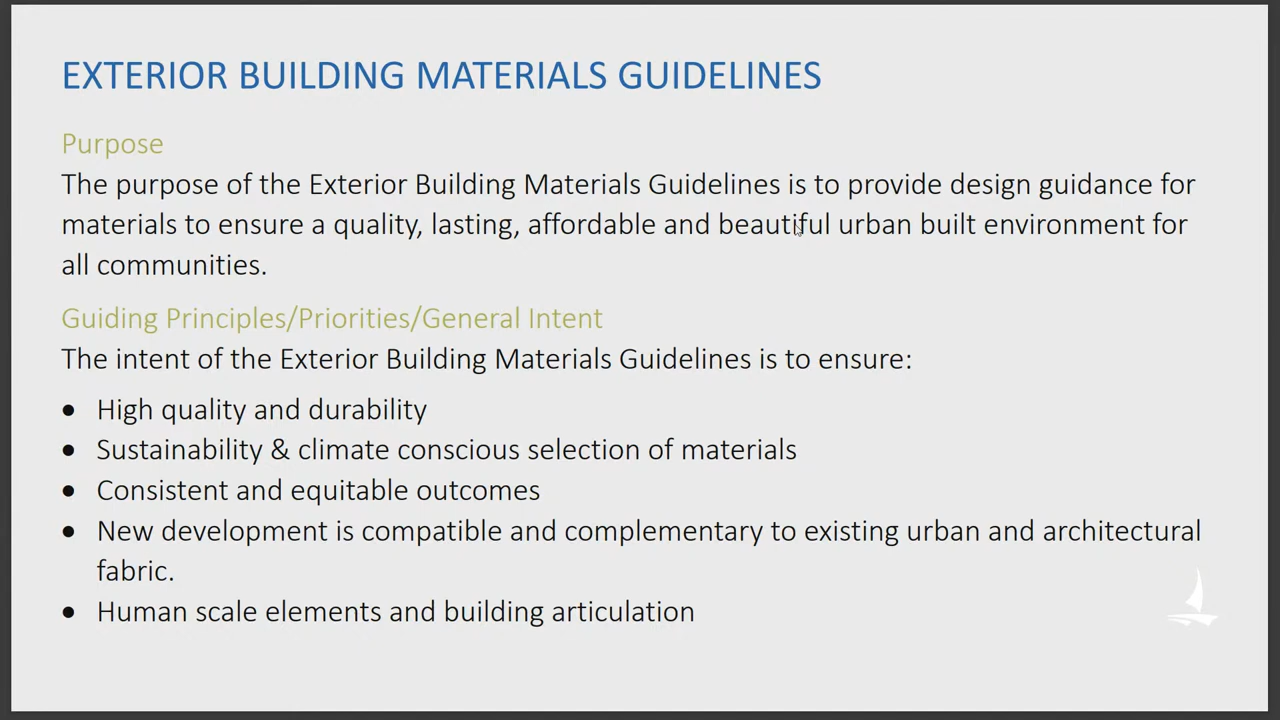 EXTERIOR BUILDING MATERIALS GUIDELINES
Purpose
The purpose of the Exterior Building Materials Guidelines is to provide design guidance for
materials to ensure a quality, lasting, affordable and beautiful urban built environment for
all communities.
Guiding Principles/Priorities/General Intent
The intent of the Exterior Building Materials Guidelines is to ensure:
• High quality and durability
• Sustainability & climate conscious selection of materials
• Consistent and equitable outcomes
• New development is compatible and complementary to existing urban and architectural
fabric.
• Human scale elements and building articulation